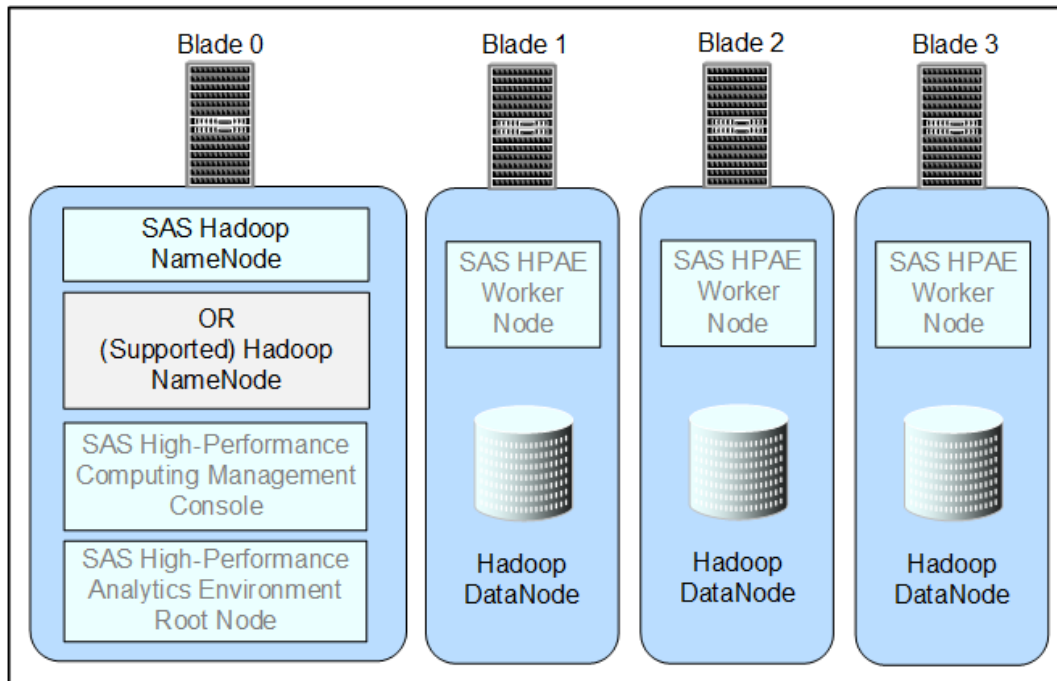 Blade 0
Blade 1
Blade 2
Blade 3
SAS Hadoop
NameNode
OR
(Supported) Hadoop
NameNode
SAS High-Performance
Computing Management
Console
SAS High-Performance
Analytics Environment
Root Node
SAS HPAE
Worker
Node
Hadoop
DataNode
SAS HPAE
Worker
Node
Hadoop
DataNode
SAS HPAE
Worker
Node
Hadoop
DataNode